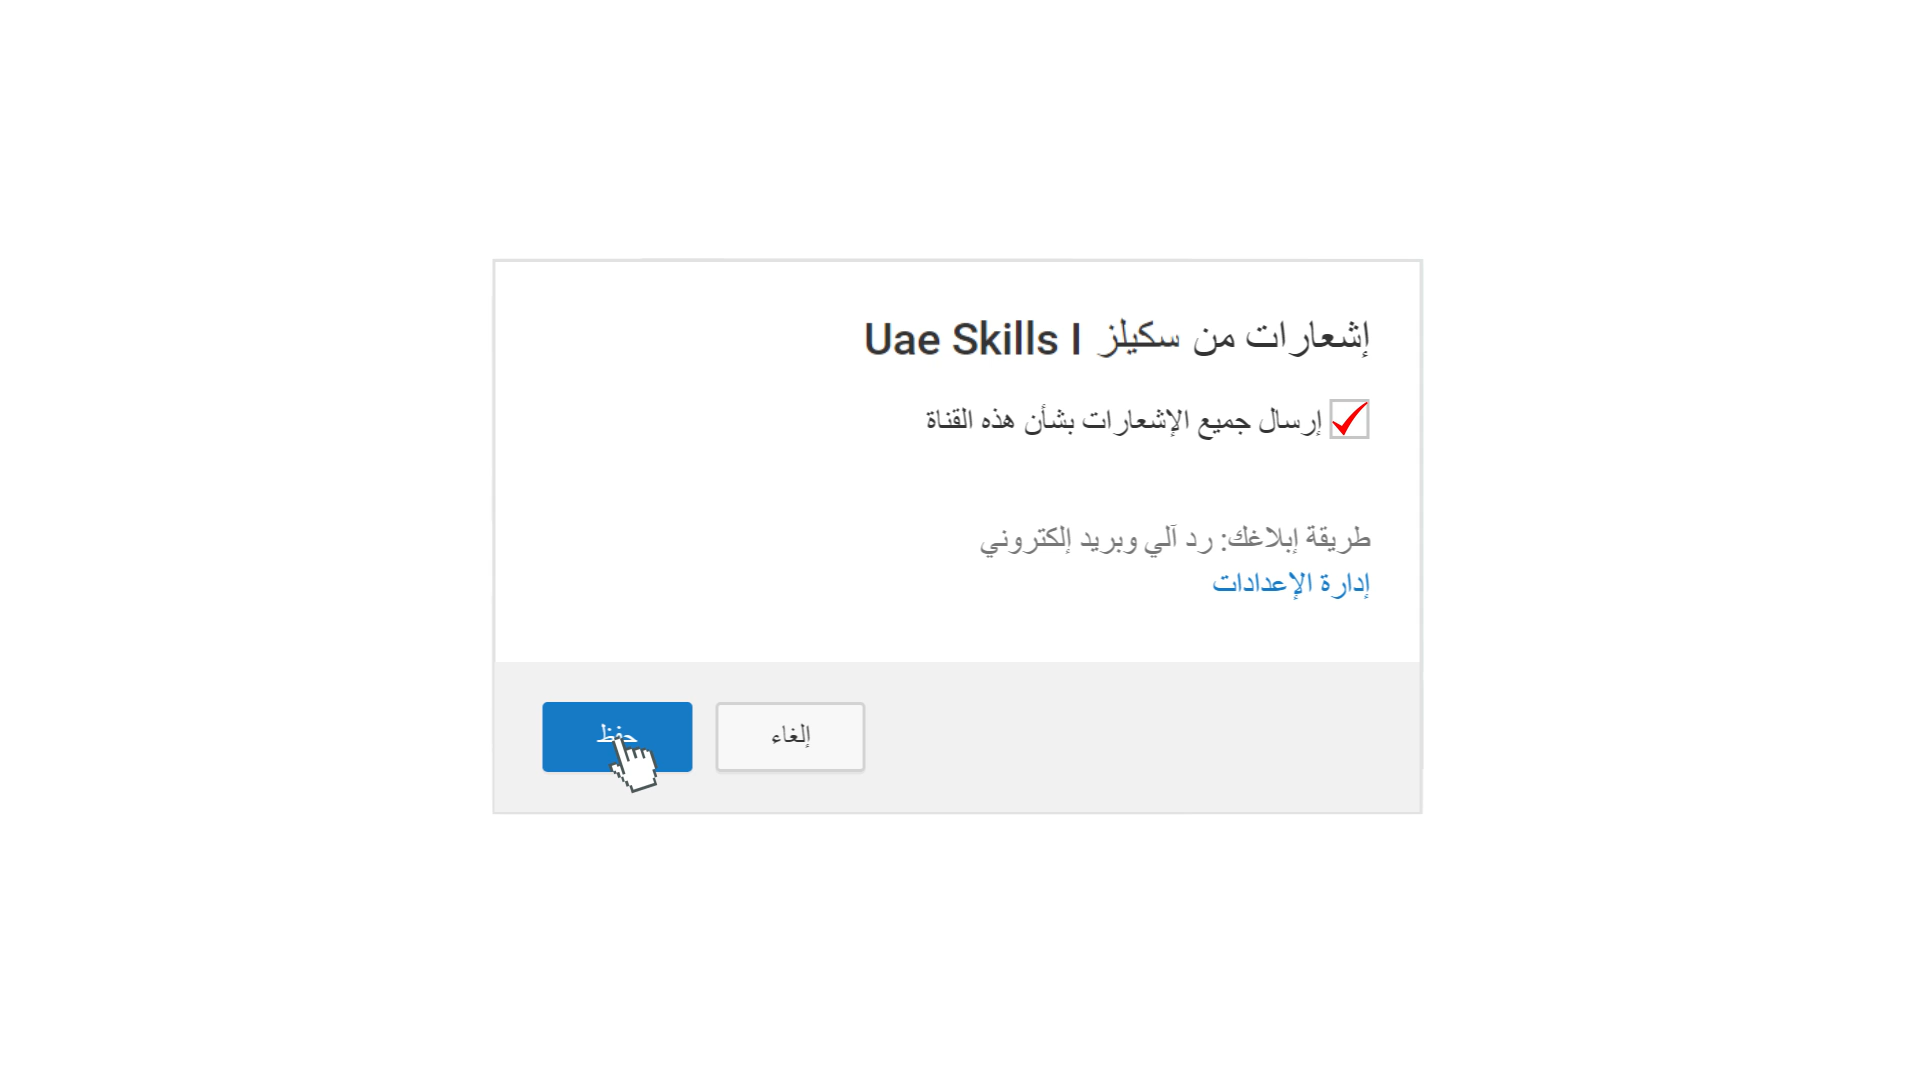 إشعارات من سكيلز Uae Skills I
إرسال جميع الإشعارات بشأن هذه القناة
طريقة إبلاغك: رد آلي وبريد إلكتروني
إدارة الإعدادات
إلغاء
حفظ